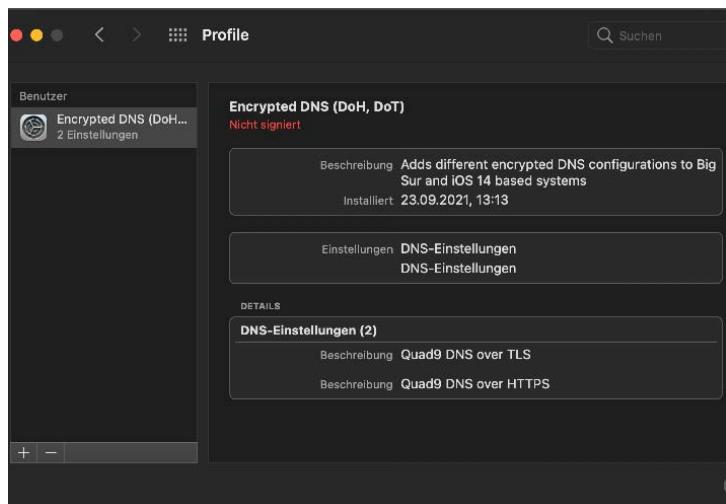 Profile
Suchen
Benutzer
Encrypted DNS (DoH...
2 Einstellungen
Encrypted DNS (DoH, DoT)
Nicht signiert
Beschreibung Adds different encrypted DNS configurations to Big
Sur and iOS 14 based systems
Installiert 23.09.2021, 13:13
Einstellungen DNS-Einstellungen
DNS-Einstellungen
DETAILS
DNS-Einstellungen (2)
Beschreibung Quad9 DNS over TLS
Beschreibung Quad9 DNS over HTTPS